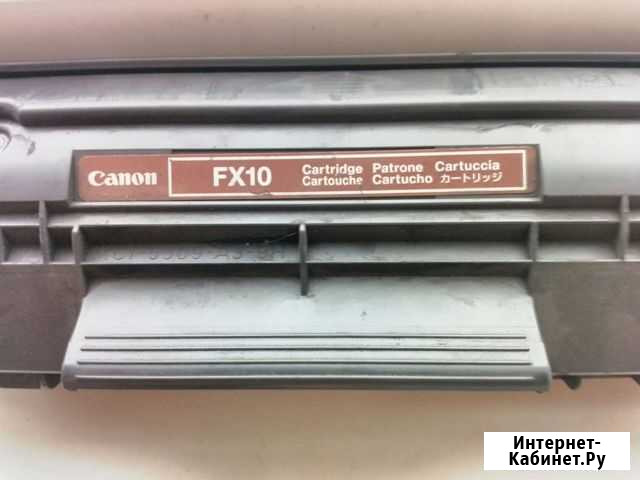 Canon
FX10
Cartridge Patrone Cartuccia
Cartouche Cartucho カートリッジ
Интернет-
Кабинет.Ру